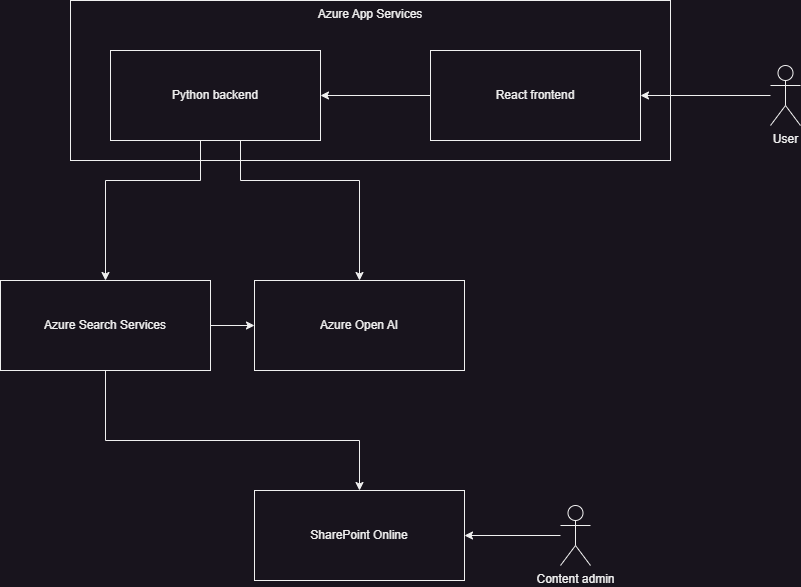 Azure App Services
Python backend
React frontend
User
Azure Search Services
Azure Open AI
SharePoint Online
Content admin